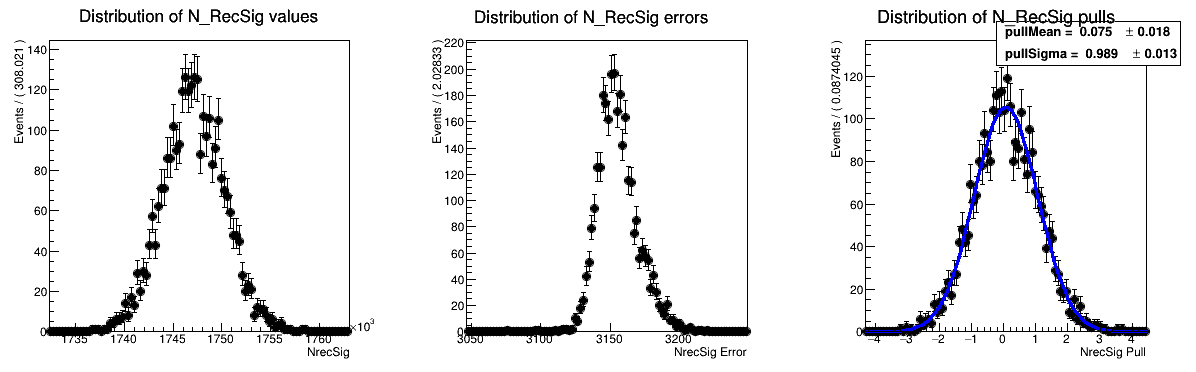 Distribution of N_RecSig values
Events / ( 308.021 )
140
120
100
80
60
40
20
0
1735 1740 1745 1750 1755 1760
×10³
NrecSig
Distribution of N_RecSig errors
Events / ( 2.02833 )
220
200
180
160
140
120
100
80
60
40
20
0
3050 3100 3150 3200
NrecSig Error
Distribution of N_RecSig pulls
pullMean = 0.075 ± 0.018
pullSigma = 0.989 ± 0.013
Events / ( 0.0874045 )
120
100
80
60
40
20
0
−4 −3 −2 −1 0 1 2 3 4
NrecSig Pull